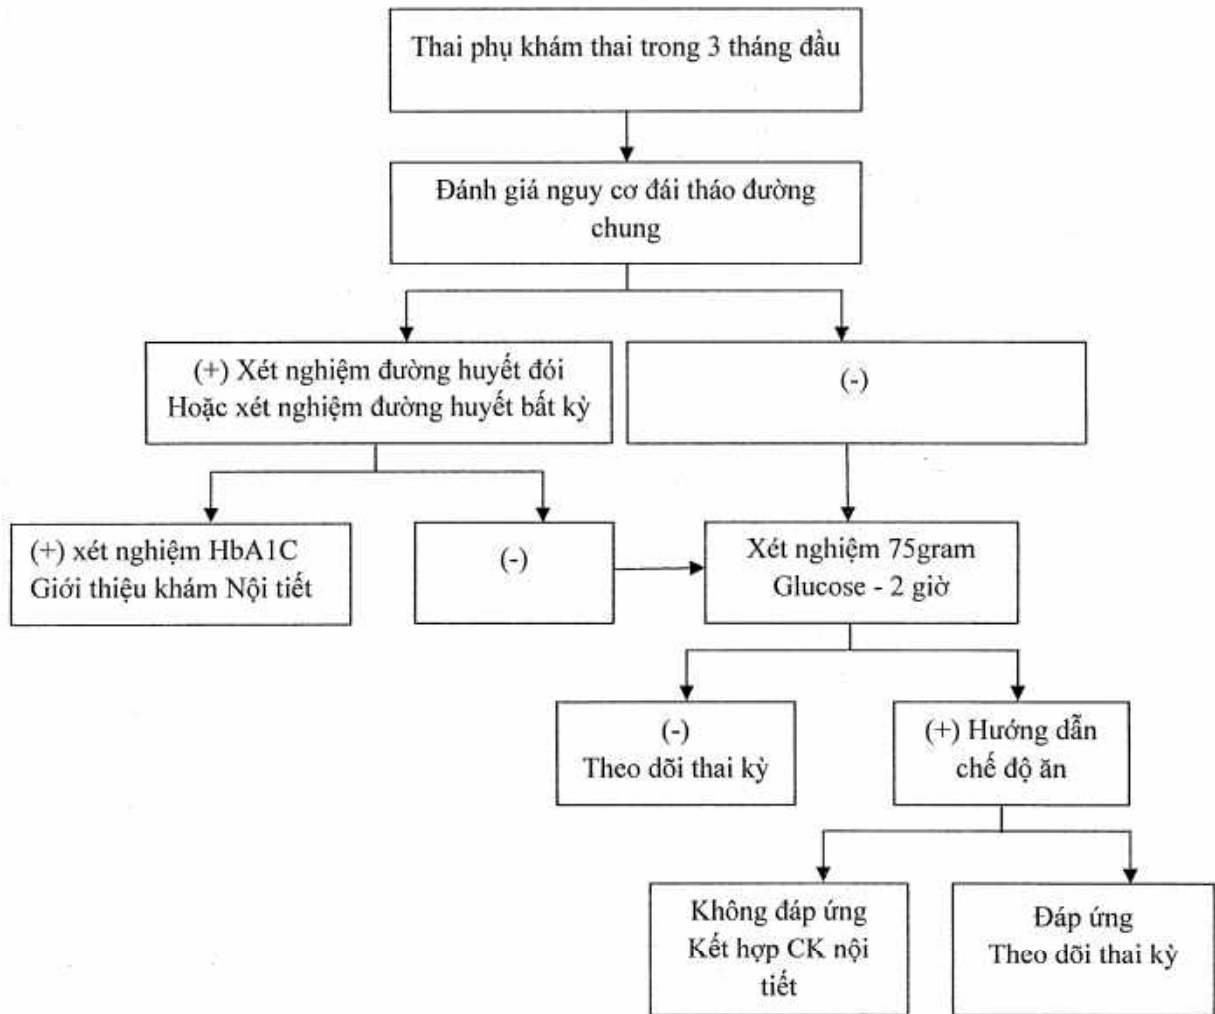 Thai phụ khám thai trong 3 tháng đầu
Đánh giá nguy cơ đái tháo đường
chung
(+) Xét nghiệm đường huyết đói
Hoặc xét nghiệm đường huyết bất kỳ
(-)
(+) xét nghiệm HbA1C
Giới thiệu khám Nội tiết
(-)
Xét nghiệm 75gram
Glucose - 2 giờ
(-)
Theo dõi thai kỳ
(+) Hướng dẫn
chế độ ăn
Không đáp ứng
Kết hợp CK nội
tiết
Đáp ứng
Theo dõi thai kỳ